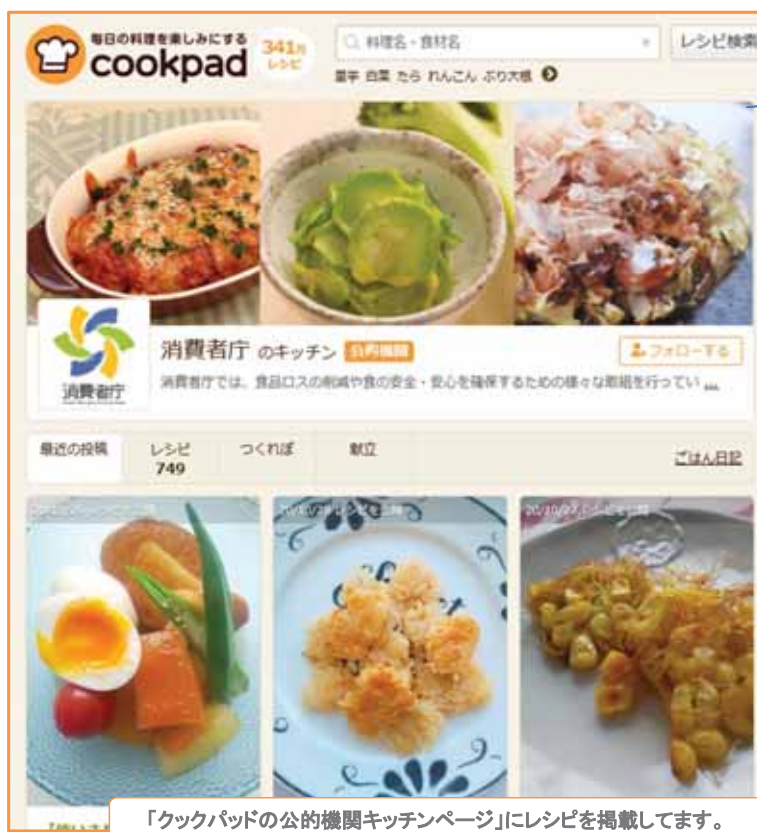 毎日の料理を楽しみにする
cookpad
341万
レシピ
料理名・食材名
レシピ検索
里芋 白菜 たら れんこん ぶり大根
消費者庁 のキッチン 公的機関
フォローする
消費者庁
消費者庁では、食品ロスの削減や食の安全・安心を確保するための様々な取組を行ってい ...
最近の投稿
レシピ
749
つくれぽ
献立
ごはん日記
レシピを公開
「クックパッドの公的機関キッチンページ」にレシピを掲載してます。